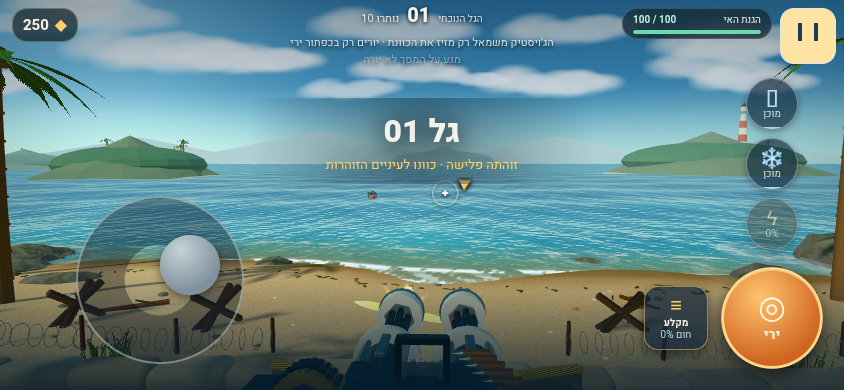 250
הגל הנוכחי 01 נותרו 10
הג'ויסטיק משמאל רק מזיז את הכוונת · יורים רק בכפתור ירי
מגע על המסך לא יורה
הגנת האי 100 / 100
גל 01
זוהתה פלישה · כוונו לעיניים הזוהרות
מוכן
מוכן
0%
מקלע
חום 0%
ירי